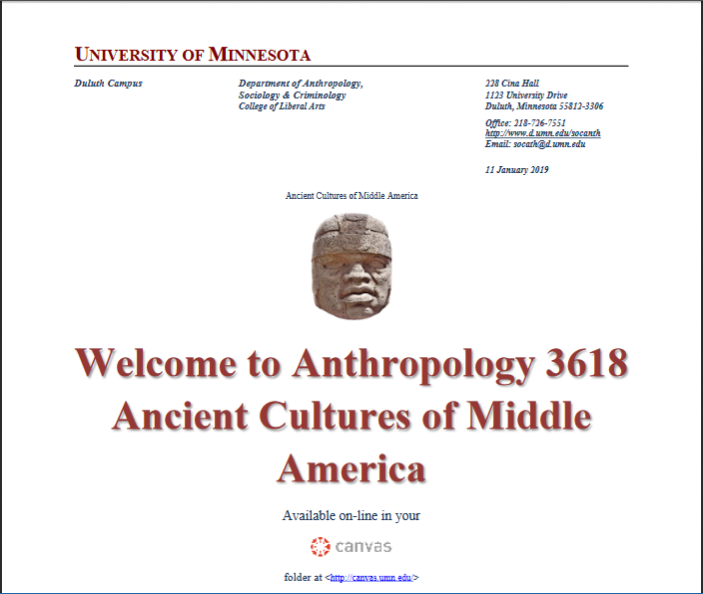 UNIVERSITY OF MINNESOTA
Duluth Campus
Department of Anthropology,
Sociology & Criminology
College of Liberal Arts
228 Cina Hall
1123 University Drive
Duluth, Minnesota 55812-3306
Office: 218-726-7551
http://www.d.umn.edu/socanth
Email: socath@d.umn.edu
11 January 2019
Ancient Cultures of Middle America
Welcome to Anthropology 3618
Ancient Cultures of Middle
America
Available on-line in your
canvas
folder at <http://canvas.umn.edu/>